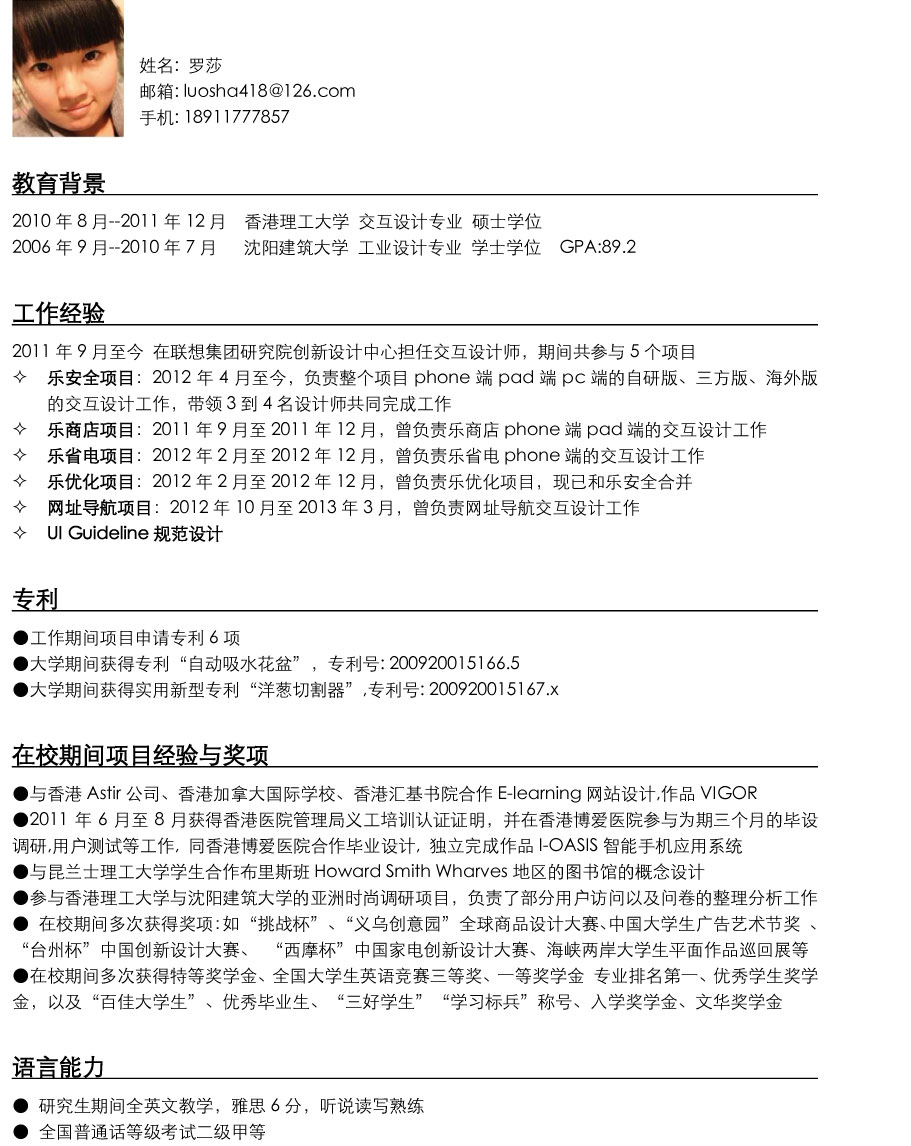 姓名: 罗莎
邮箱: luosha418@126.com
手机: 18911777857
教育背景
2010 年 8 月--2011 年 12 月 香港理工大学 交互设计专业 硕士学位
2006 年 9 月--2010 年 7 月 沈阳建筑大学 工业设计专业 学士学位 GPA:89.2
工作经验
2011 年 9 月至今 在联想集团研究院创新设计中心担任交互设计师，期间共参与 5 个项目
✧ 乐安全项目：2012 年 4 月至今，负责整个项目 phone 端 pad 端 pc 端的自研版、三方版、海外版
的交互设计工作，带领 3 到 4 名设计师共同完成工作
✧ 乐商店项目：2011 年 9 月至 2011 年 12 月，曾负责乐商店 phone 端 pad 端的交互设计工作
✧ 乐省电项目：2012 年 2 月至 2012 年 12 月，曾负责乐省电 phone 端的交互设计工作
✧ 乐优化项目：2012 年 2 月至 2012 年 12 月，曾负责乐优化项目，现已和乐安全合并
✧ 网址导航项目：2012 年 10 月至 2013 年 3 月，曾负责网址导航交互设计工作
✧ UI Guideline 规范设计
专利
●工作期间项目申请专利 6 项
●大学期间获得专利“自动吸水花盆”，专利号: 200920015166.5
●大学期间获得实用新型专利“洋葱切割器”,专利号: 200920015167.x
在校期间项目经验与奖项
●与香港 Astir 公司、香港加拿大国际学校、香港汇基书院合作 E-learning 网站设计,作品 VIGOR
●2011 年 6 月至 8 月获得香港医院管理局义工培训认证证明，并在香港博爱医院参与为期三个月的毕设
调研,用户测试等工作，同香港博爱医院合作毕业设计，独立完成作品 I-OASIS 智能手机应用系统
●与昆兰士理工大学学生合作布里斯班 Howard Smith Wharves 地区的图书馆的概念设计
●参与香港理工大学与沈阳建筑大学的亚洲时尚调研项目，负责了部分用户访问以及问卷的整理分析工作
● 在校期间多次获得奖项:如“挑战杯”、“义乌创意园”全球商品设计大赛、中国大学生广告艺术节奖 、
“台州杯”中国创新设计大赛、 “西摩杯”中国家电创新设计大赛、海峡两岸大学生平面作品巡回展等
●在校期间多次获得特等奖学金、全国大学生英语竞赛三等奖、一等奖学金 专业排名第一、优秀学生奖学
金，以及“百佳大学生”、优秀毕业生、“三好学生”“学习标兵”称号、入学奖学金、文华奖学金
语言能力
● 研究生期间全英文教学，雅思 6 分，听说读写熟练
● 全国普通话等级考试二级甲等